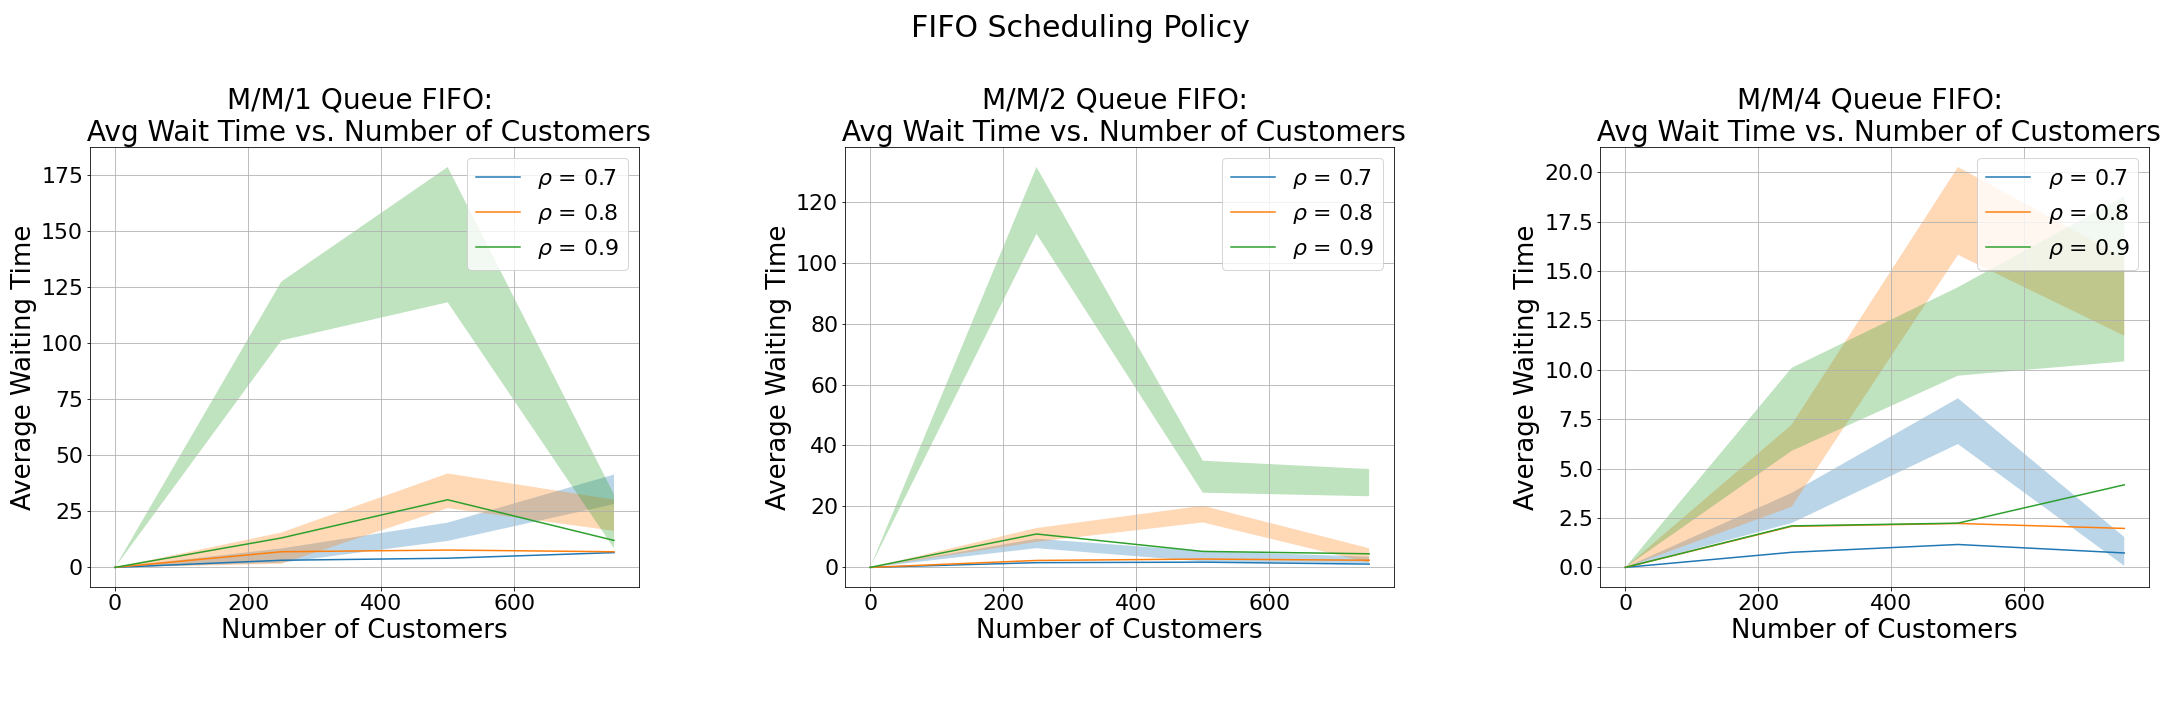 FIFO Scheduling Policy
M/M/1 Queue FIFO:
Avg Wait Time vs. Number of Customers
175
150
125
100
75
50
25
0
Average Waiting Time
ρ = 0.7
ρ = 0.8
ρ = 0.9
0 200 400 600
Number of Customers
M/M/2 Queue FIFO:
Avg Wait Time vs. Number of Customers
120
100
80
60
40
20
0
Average Waiting Time
ρ = 0.7
ρ = 0.8
ρ = 0.9
0 200 400 600
Number of Customers
M/M/4 Queue FIFO:
Avg Wait Time vs. Number of Customers
20.0
17.5
15.0
12.5
10.0
7.5
5.0
2.5
0.0
Average Waiting Time
ρ = 0.7
ρ = 0.8
ρ = 0.9
0 200 400 600
Number of Customers